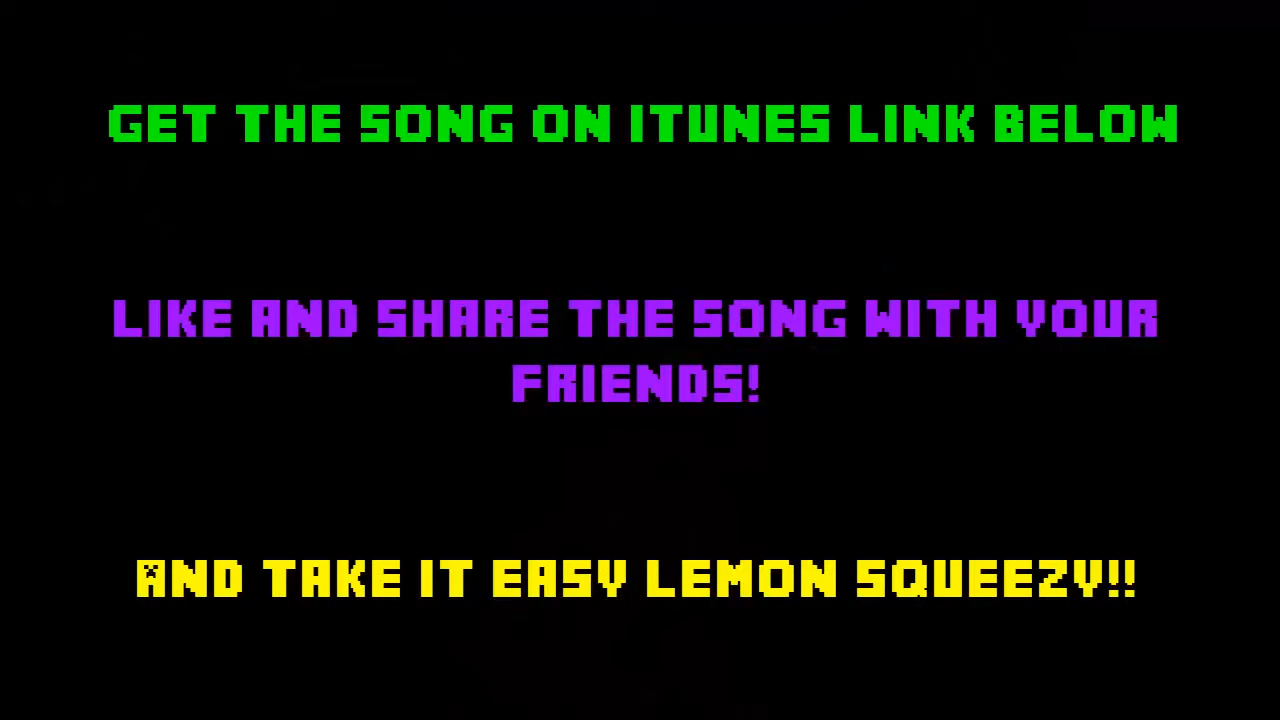 GET THE SONG ON ITUNES LINK BELOW
LIKE AND SHARE THE SONG WITH YOUR
FRIENDS!
AND TAKE IT EASY LEMON SQUEEZY!!